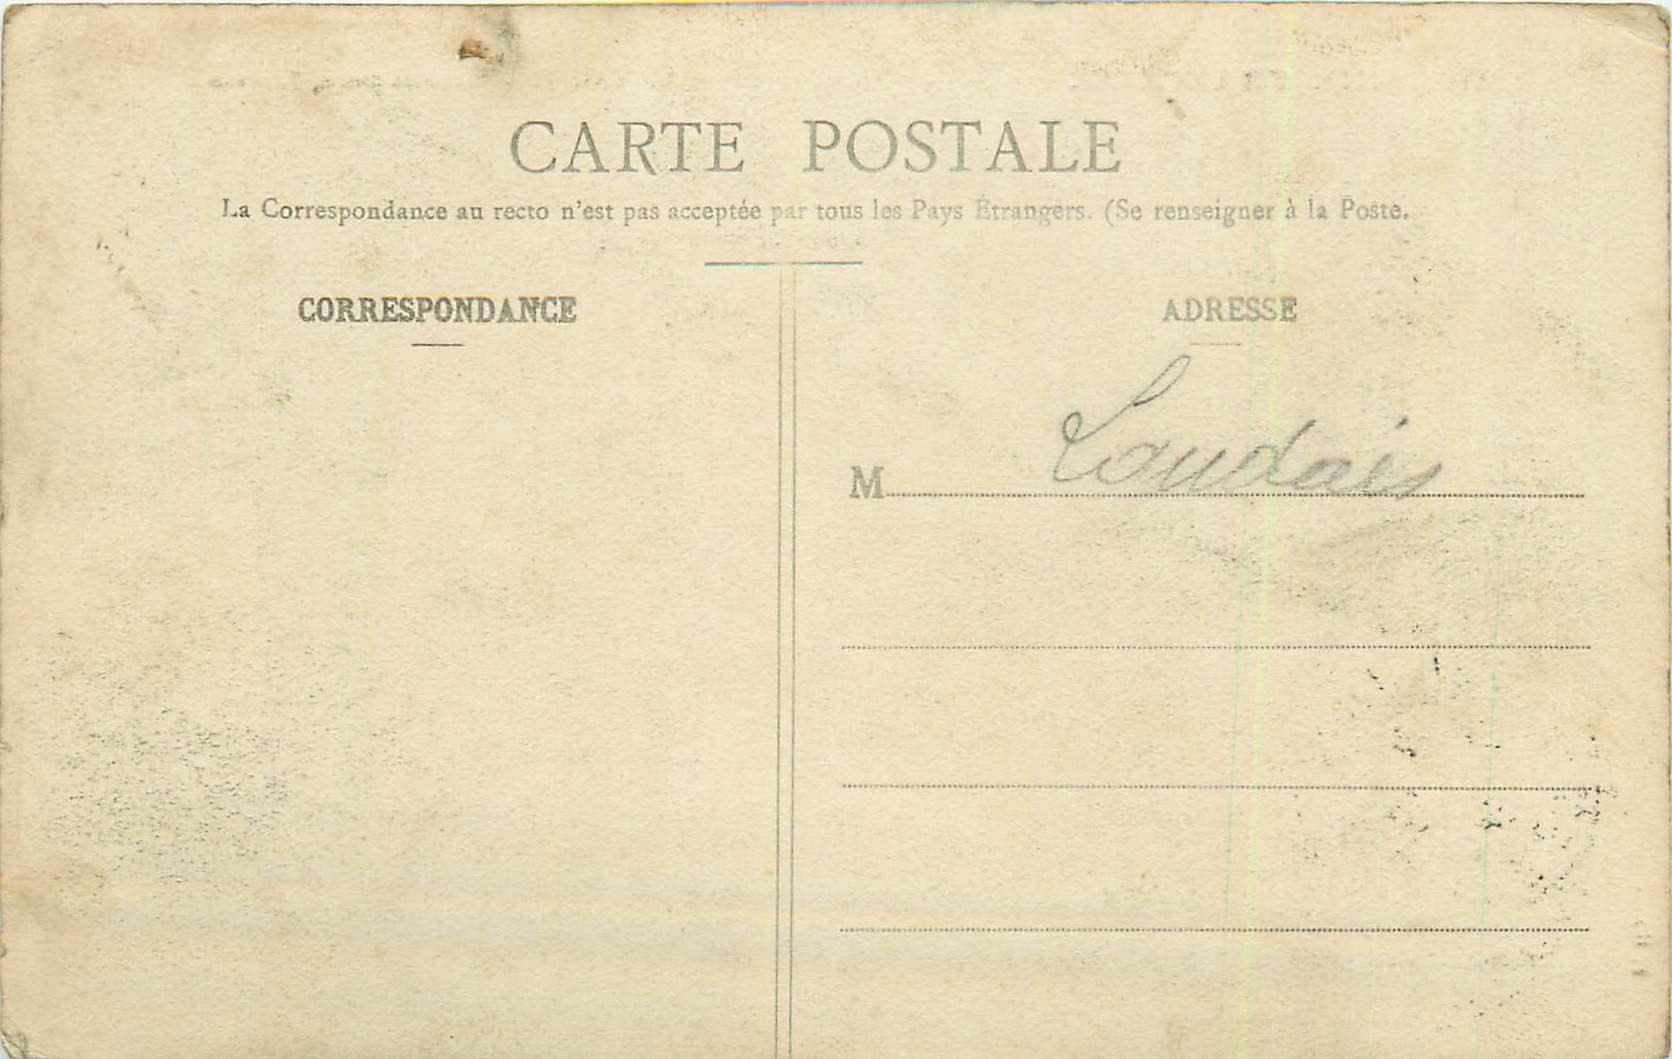 CARTE POSTALE
La Correspondance au recto n'est pas acceptée par tous les Pays Étrangers. (Se renseigner à la Poste.
CORRESPONDANCE
ADRESSE
M Loudais